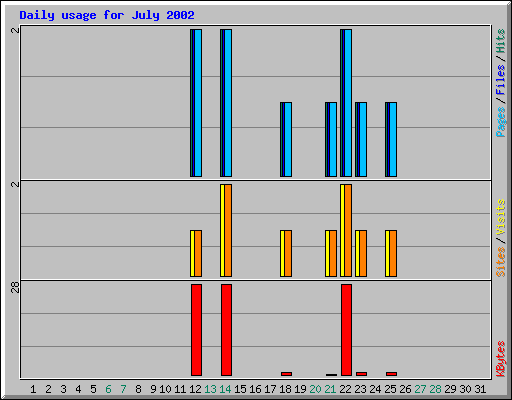 Daily usage for July 2002
2
Pages/Files/Hits
2
Sites/Visits
28
KBytes
1 2 3 4 5 6 7 8 9 10 11 12 13 14 15 16 17 18 19 20 21 22 23 24 25 26 27 28 29 30 31